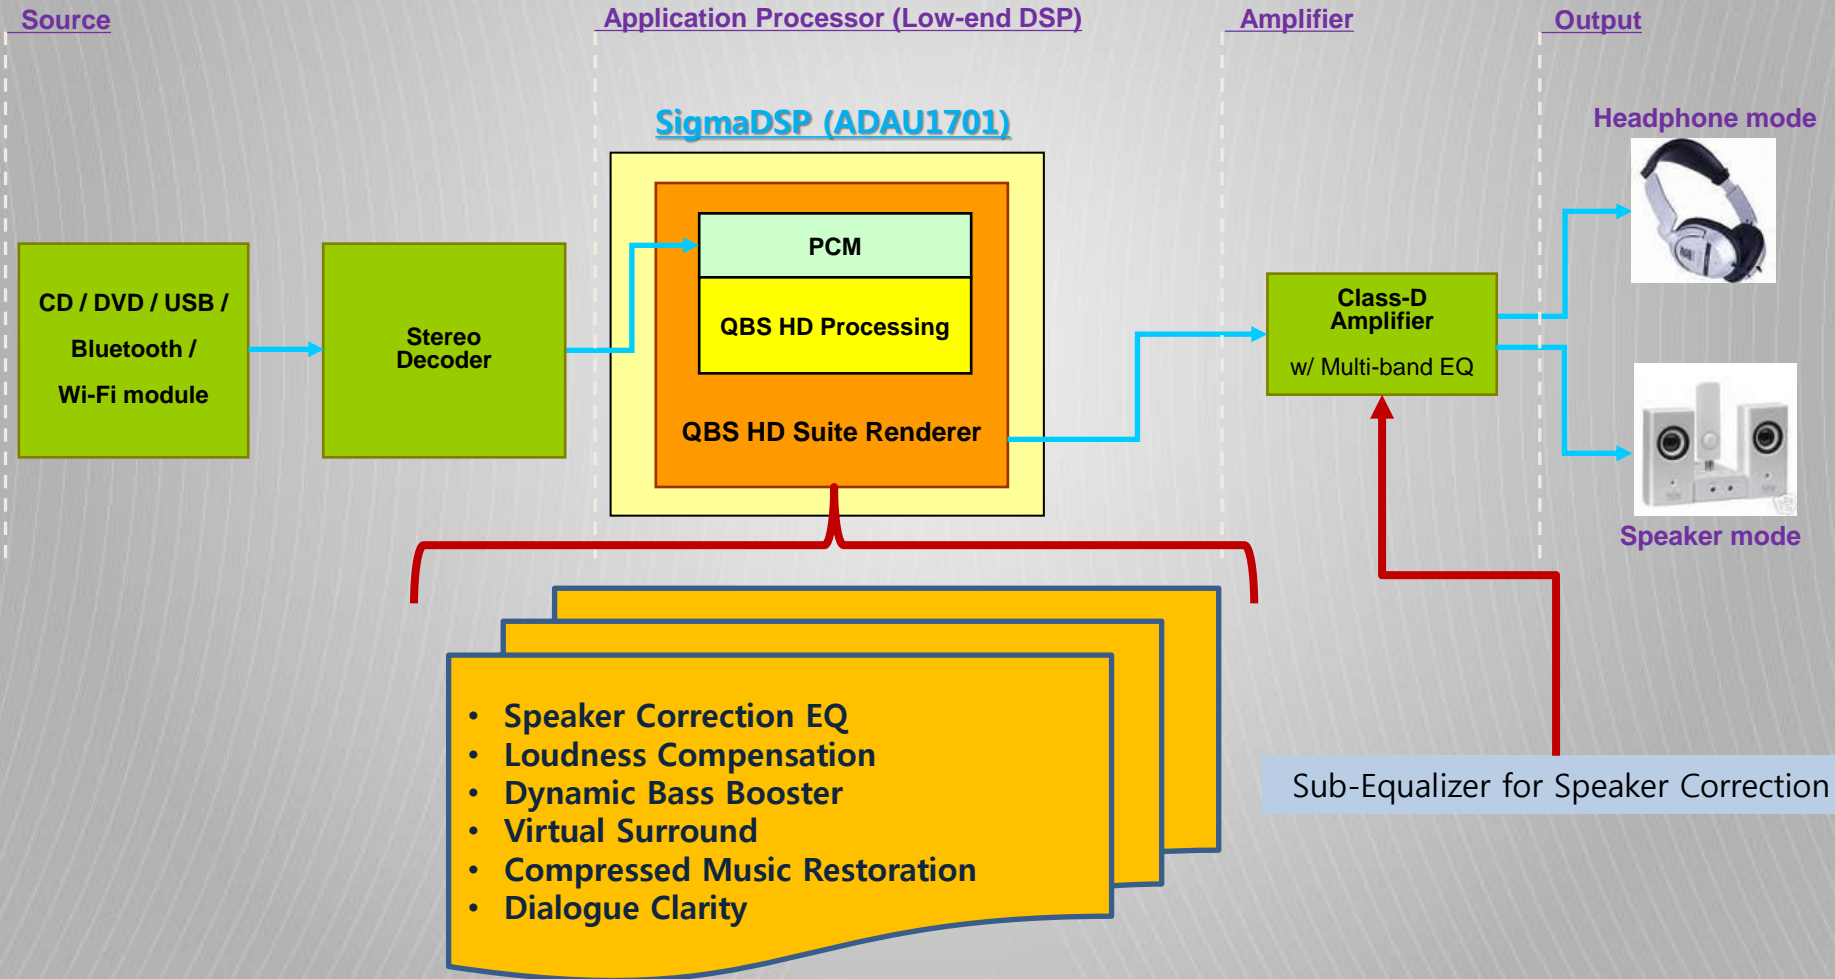 Source
Application Processor (Low-end DSP)
Amplifier
Output
SigmaDSP (ADAU1701)
Headphone mode
PCM
QBS HD Processing
QBS HD Suite Renderer
CD / DVD / USB /
Bluetooth /
Wi-Fi module
Stereo
Decoder
Class-D
Amplifier
w/ Multi-band EQ
Speaker mode
• Speaker Correction EQ
• Loudness Compensation
• Dynamic Bass Booster
• Virtual Surround
• Compressed Music Restoration
• Dialogue Clarity
Sub-Equalizer for Speaker Correction